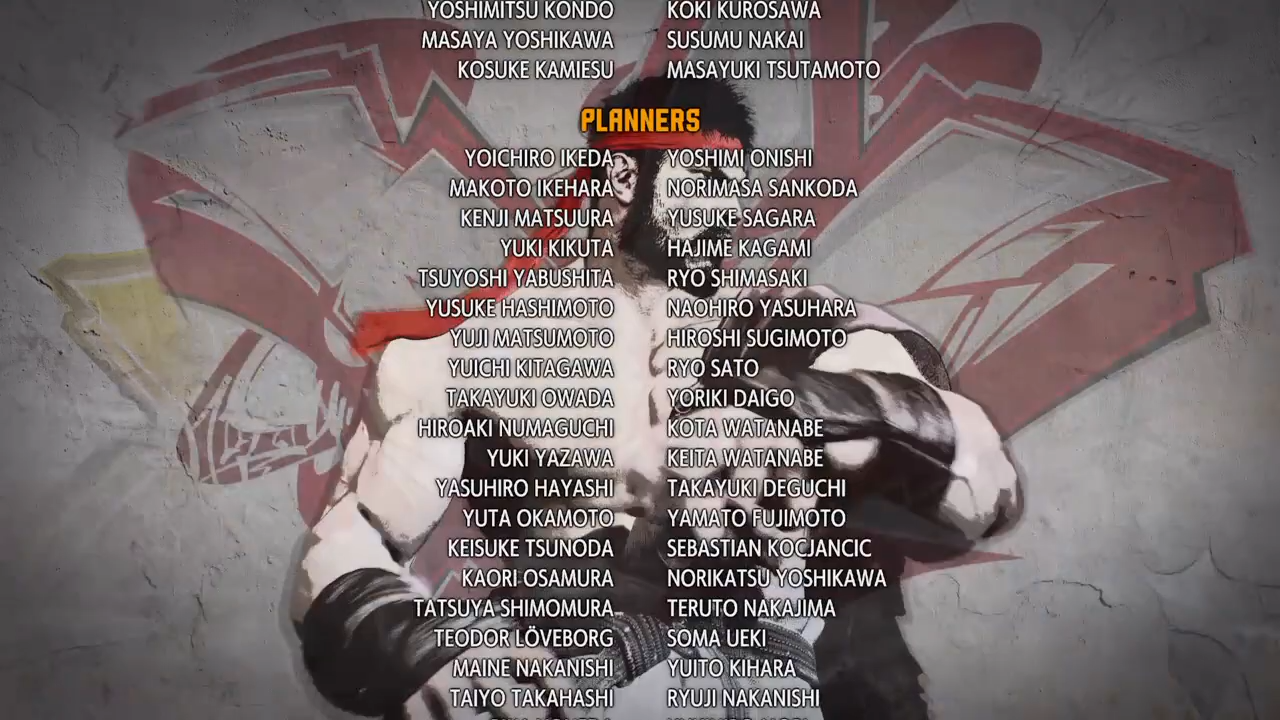 YOSHIMITSU KONDO KOKI KUROSAWA
MASAYA YOSHIKAWA SUSUMU NAKAI
KOSUKE KAMIESU MASAYUKI TSUTAMOTO
PLANNERS
YOICHIRO IKEDA YOSHIMI ONISHI
MAKOTO IKEHARA NORIMASA SANKODA
KENJI MATSUURA YUSUKE SAGARA
YUKI KIKUTA HAJIME KAGAMI
TSUYOSHI YABUSHITA RYO SHIMASAKI
YUSUKE HASHIMOTO NAOHIRO YASUHARA
YUJI MATSUMOTO HIROSHI SUGIMOTO
YUICHI KITAGAWA RYO SATO
TAKAYUKI OWADA YORIKI DAIGO
HIROAKI NUMAGUCHI KOTA WATANABE
YUKI YAZAWA KEITA WATANABE
YASUHIRO HAYASHI TAKAYUKI DEGUCHI
YUTA OKAMOTO YAMATO FUJIMOTO
KEISUKE TSUNODA SEBASTIAN KOCJANCIC
KAORI OSAMURA NORIKATSU YOSHIKAWA
TATSUYA SHIMOMURA TERUTO NAKAJIMA
TEODOR LÖVEBORG SOMA UEKI
MAINE NAKANISHI YUITO KIHARA
TAIYO TAKAHASHI RYUJI NAKANISHI